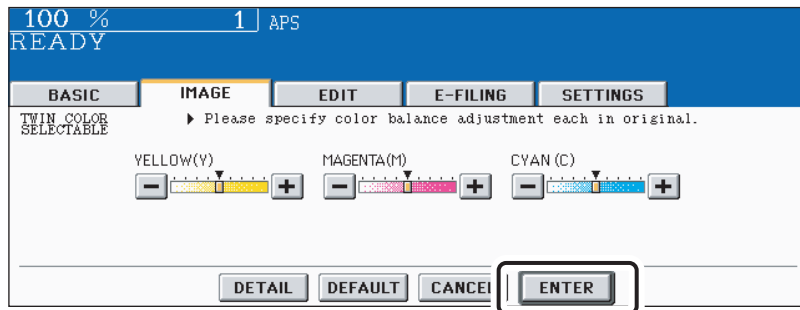 100 % 1 APS
READY
BASIC IMAGE EDIT E-FILING SETTINGS
TWIN COLOR SELECTABLE
▶ Please specify color balance adjustment each in original.
YELLOW(Y) MAGENTA(M) CYAN(C)
− + − + − +
DETAIL DEFAULT CANCEL ENTER